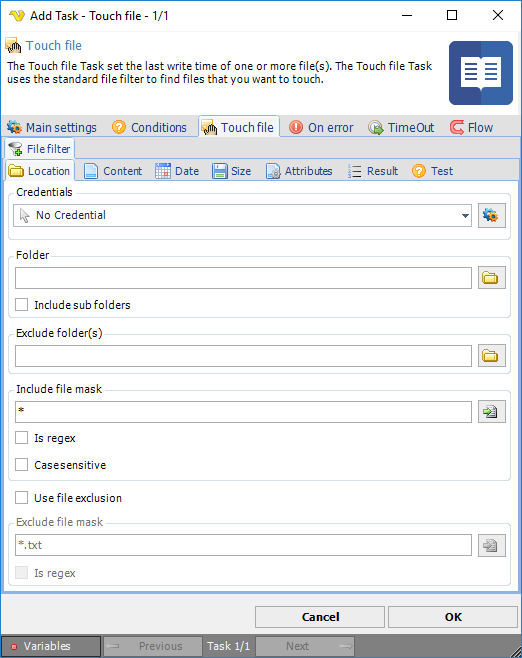 Add Task - Touch file - 1/1
Touch file
The Touch file Task set the last write time of one or more file(s). The Touch file Task
uses the standard file filter to find files that you want to touch.
Main settings Conditions Touch file On error TimeOut Flow
File filter
Location Content Date Size Attributes Result Test
Credentials
No Credential
Folder
Include sub folders
Exclude folder(s)
Include file mask
*
Is regex
Case sensitive
Use file exclusion
Exclude file mask
*.txt
Is regex
Cancel OK
Variables Previous Task 1/1 Next